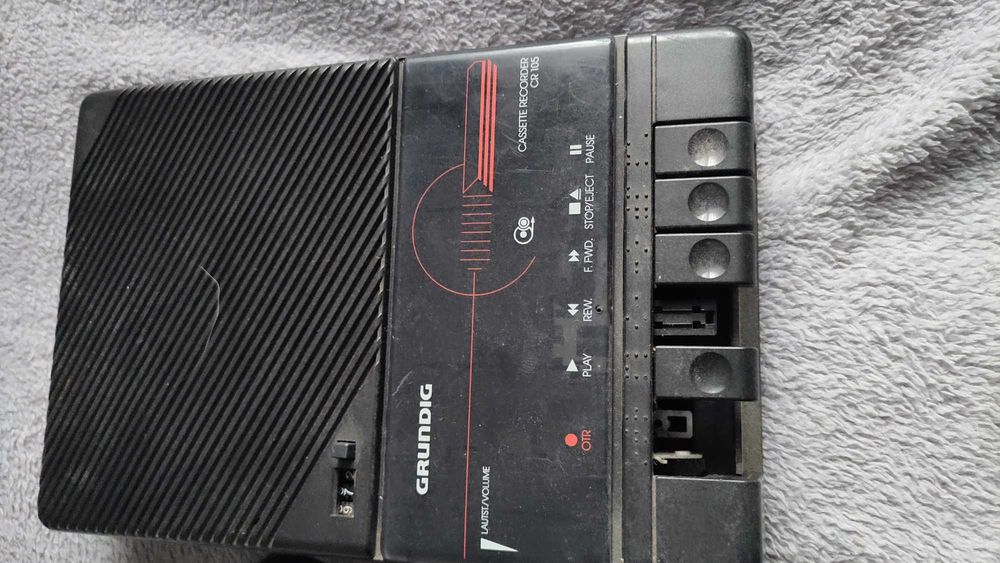 GRUNDIG
LAUTST./VOLUME
CASSETTE RECORDER
CR 105
OTR PLAY REW. F. FWD. STOP/EJECT PAUSE